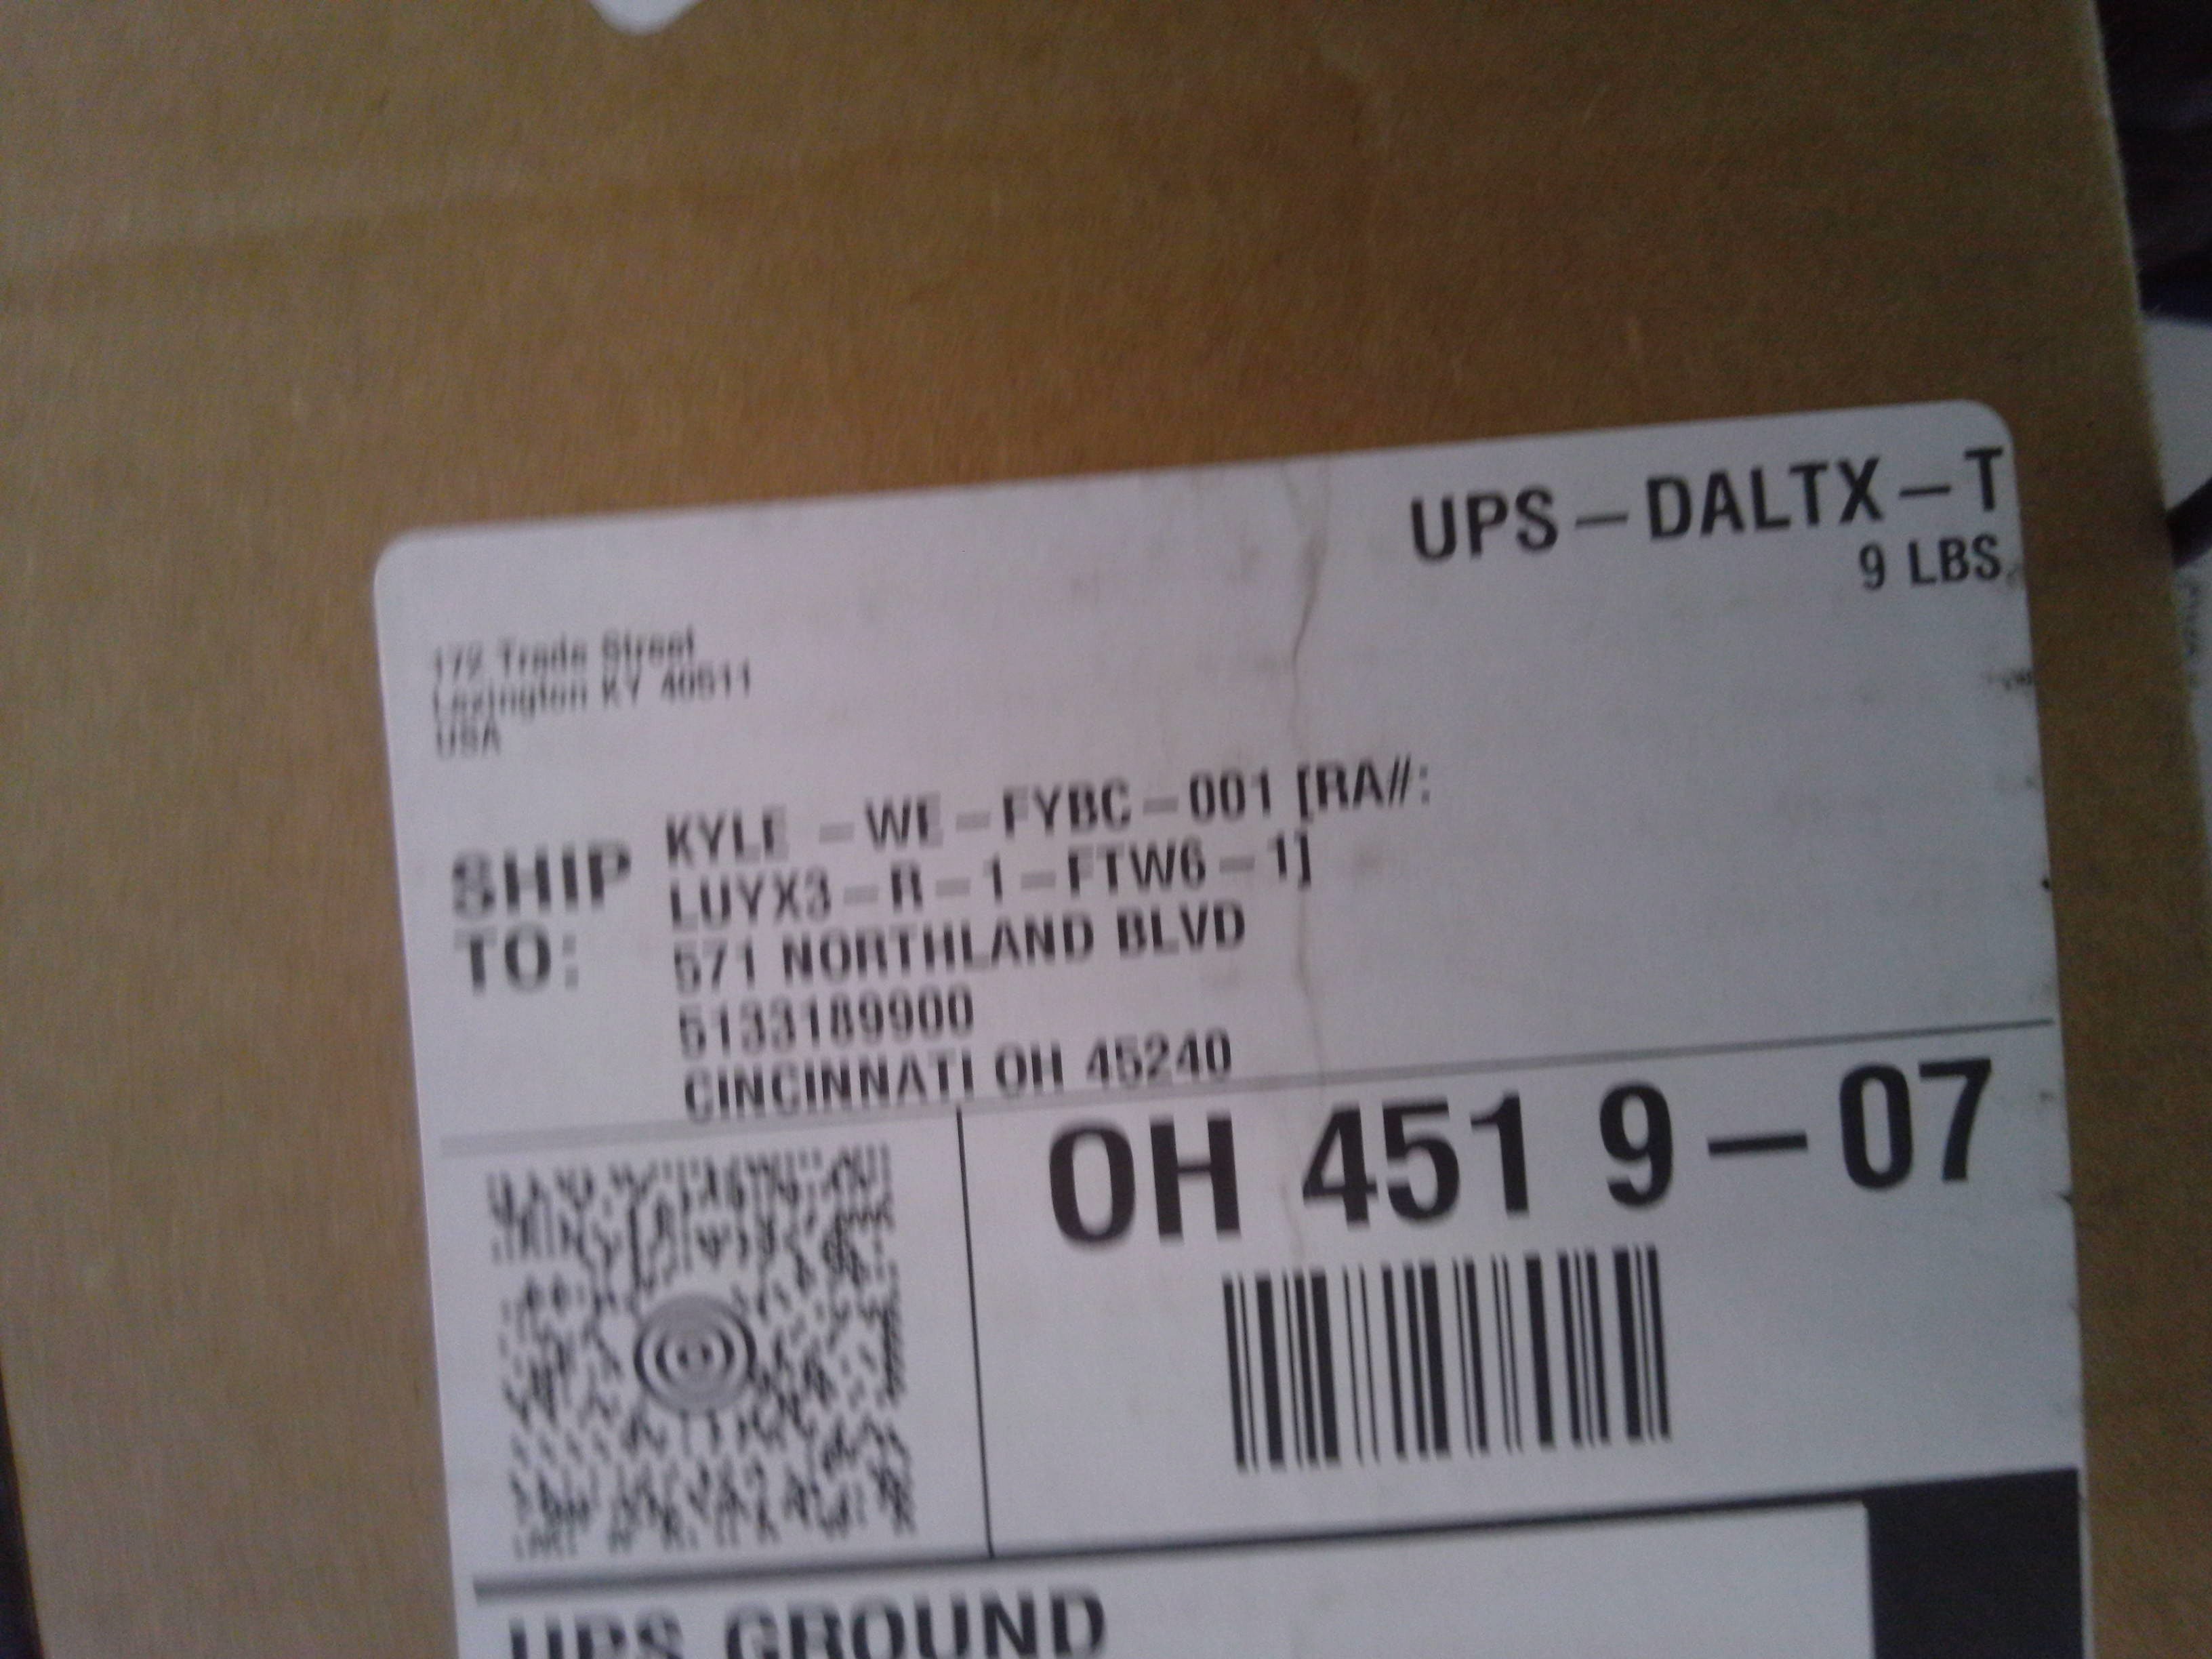 UPS-DALTX-T
9 LBS
172 Trade Street
Lexington KY 40511
USA
SHIP TO:
KYLE -WE-FYBC-001 [RA#:
LUYX3-R-1-FTW6-1]
571 NORTHLAND BLVD
5133189900
CINCINNATI OH 45240
OH 451 9-07
UPS GROUND